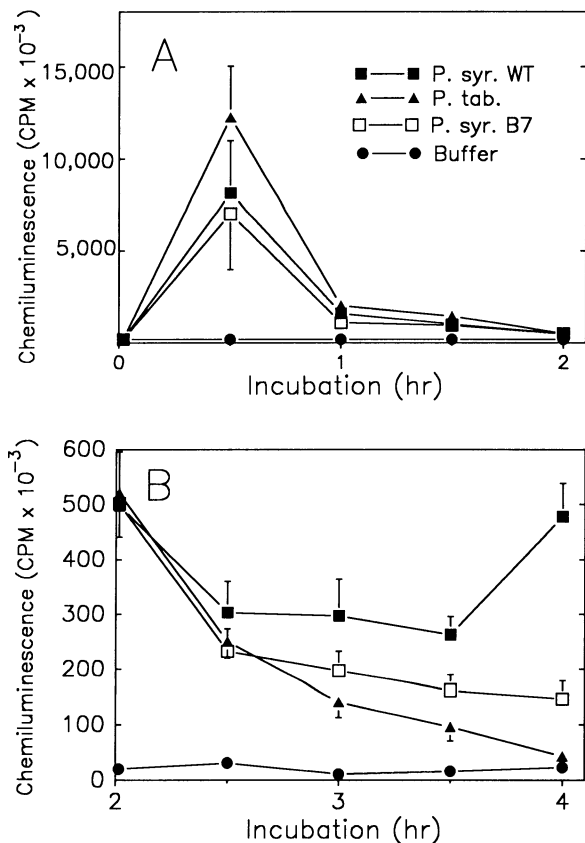 A
Chemiluminescence (CPM x 10⁻³)
15,000
10,000
5,000
P. syr. WT
P. tab.
P. syr. B7
Buffer
0
1
2
Incubation (hr)
B
Chemiluminescence (CPM x 10⁻³)
600
500
400
300
200
100
0
2
3
4
Incubation (hr)